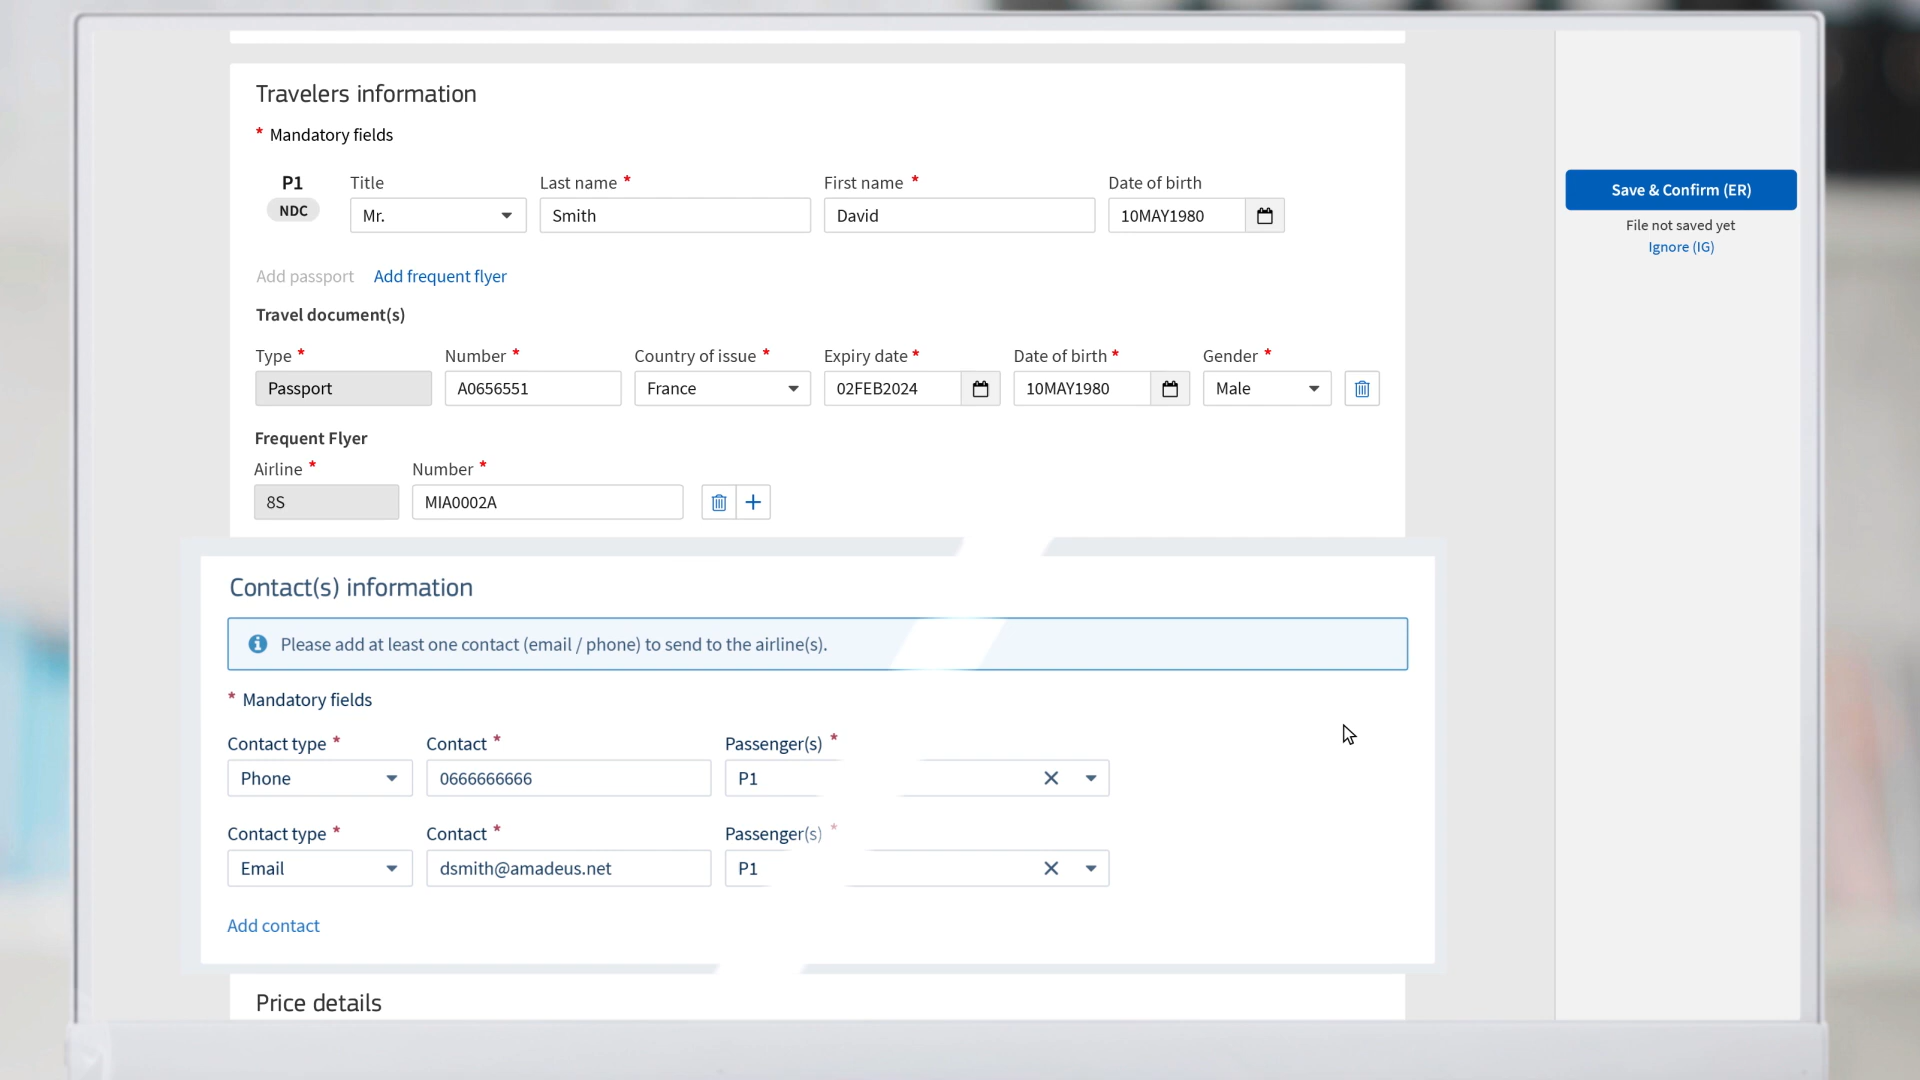 Travelers information
* Mandatory fields
P1 Title Last name * First name * Date of birth
NDC Mr. Smith David 10MAY1980
Save & Confirm (ER)
File not saved yet
Ignore (IG)
Add passport Add frequent flyer
Travel document(s)
Type * Number * Country of issue * Expiry date * Date of birth * Gender *
Passport A0656551 France 02FEB2024 10MAY1980 Male
Frequent Flyer
Airline * Number *
8S MIA0002A
Contact(s) information
Please add at least one contact (email / phone) to send to the airline(s).
* Mandatory fields
Contact type * Contact * Passenger(s) *
Phone 0666666666 P1
Contact type * Contact * Passenger(s) *
Email dsmith@amadeus.net P1
Add contact
Price details